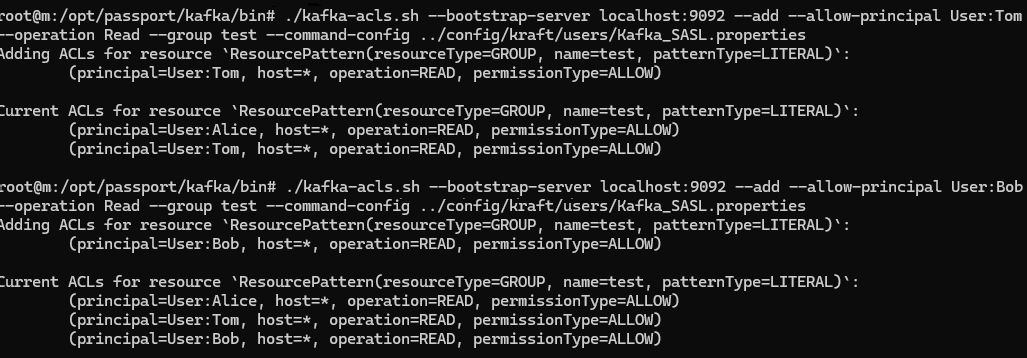 root@m:/opt/passport/kafka/bin# ./kafka-acls.sh --bootstrap-server localhost:9092 --add --allow-principal User:Tom
--operation Read --group test --command-config ../config/kraft/users/Kafka_SASL.properties
Adding ACLs for resource `ResourcePattern(resourceType=GROUP, name=test, patternType=LITERAL)`:
        (principal=User:Tom, host=*, operation=READ, permissionType=ALLOW)

Current ACLs for resource `ResourcePattern(resourceType=GROUP, name=test, patternType=LITERAL)`:
        (principal=User:Alice, host=*, operation=READ, permissionType=ALLOW)
        (principal=User:Tom, host=*, operation=READ, permissionType=ALLOW)

root@m:/opt/passport/kafka/bin# ./kafka-acls.sh --bootstrap-server localhost:9092 --add --allow-principal User:Bob
--operation Read --group test --command-config ../config/kraft/users/Kafka_SASL.properties
Adding ACLs for resource `ResourcePattern(resourceType=GROUP, name=test, patternType=LITERAL)`:
        (principal=User:Bob, host=*, operation=READ, permissionType=ALLOW)

Current ACLs for resource `ResourcePattern(resourceType=GROUP, name=test, patternType=LITERAL)`:
        (principal=User:Alice, host=*, operation=READ, permissionType=ALLOW)
        (principal=User:Tom, host=*, operation=READ, permissionType=ALLOW)
        (principal=User:Bob, host=*, operation=READ, permissionType=ALLOW)